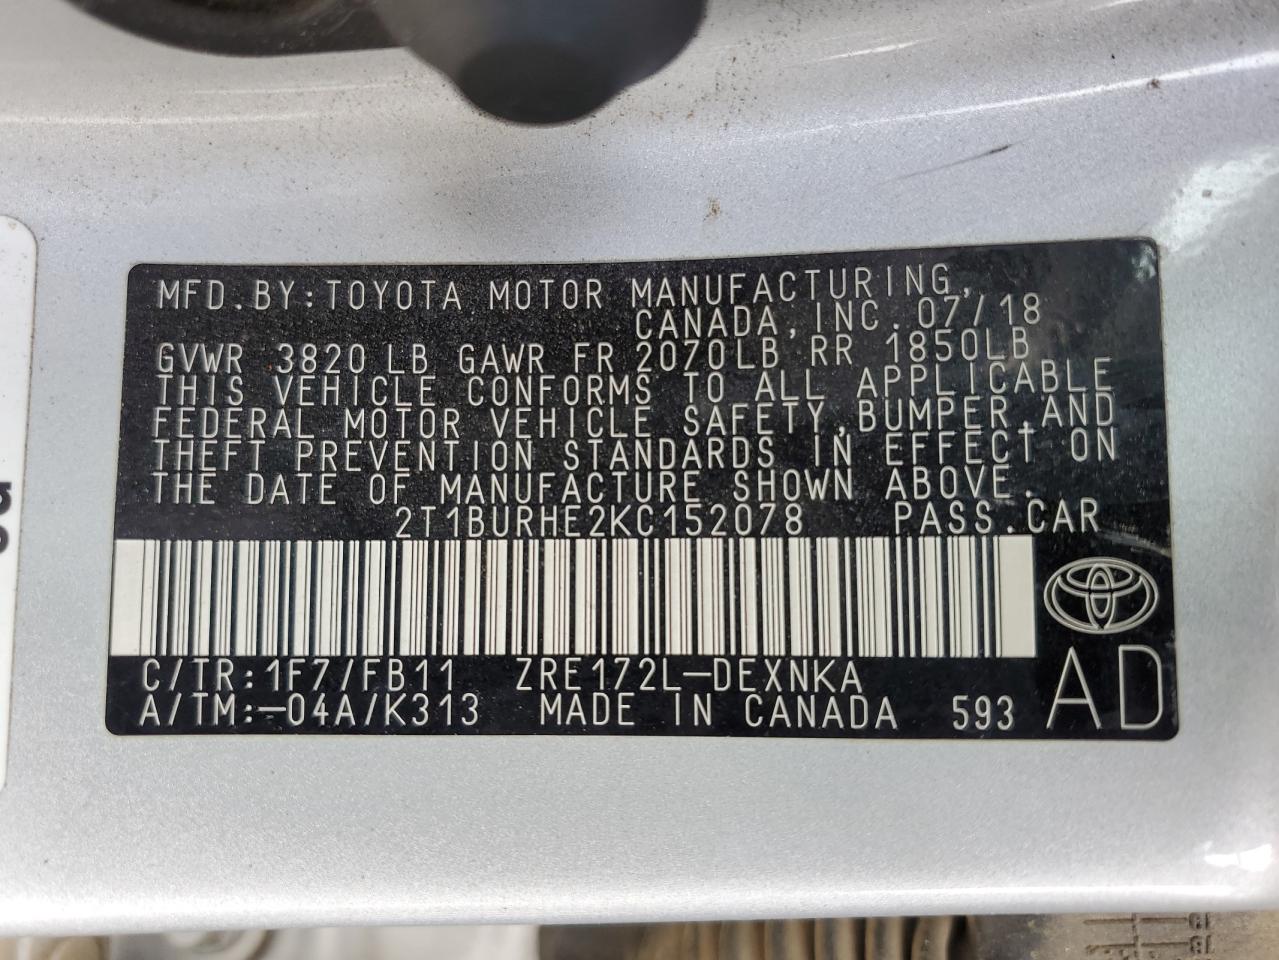 MFD.BY:TOYOTA MOTOR MANUFACTURING,
CANADA,INC. 07/18
GVWR 3820 LB GAWR FR 2070LB RR 1850LB
THIS VEHICLE CONFORMS TO ALL APPLICABLE
FEDERAL MOTOR VEHICLE SAFETY,BUMPER,AND
THEFT PREVENTION STANDARDS IN EFFECT ON
THE DATE OF MANUFACTURE SHOWN ABOVE.
2T1BURHE2KC152078 PASS.CAR
C/TR:1F7/FB11 ZRE172L-DEXNKA
A/TM:-04A/K313 MADE IN CANADA 593 AD